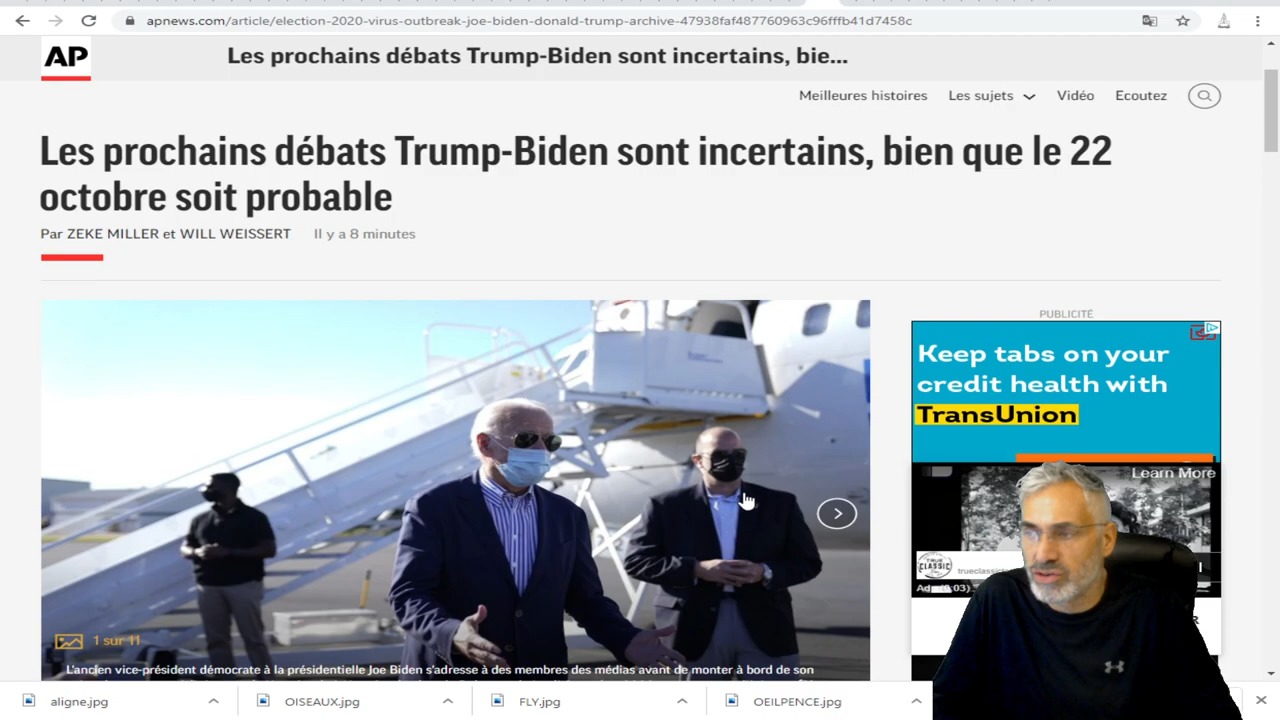 apnews.com/article/election-2020-virus-outbreak-joe-biden-donald-trump-archive-47938faf487760963c96fffb41d7458c
AP
Les prochains débats Trump-Biden sont incertains, bie...
Meilleures histoires Les sujets Vidéo Ecoutez
Les prochains débats Trump-Biden sont incertains, bien que le 22
octobre soit probable
Par ZEKE MILLER et WILL WEISSERT Il y a 8 minutes
PUBLICITÉ
Keep tabs on your
credit health with
TransUnion
Learn More
TRUE
CLASSIC
1 sur 11
L'ancien vice-président démocrate à la présidentielle Joe Biden s'adresse à des membres des médias avant de monter à bord de son
aligne.jpg OISEAUX.jpg FLY.jpg OEILPENCE.jpg